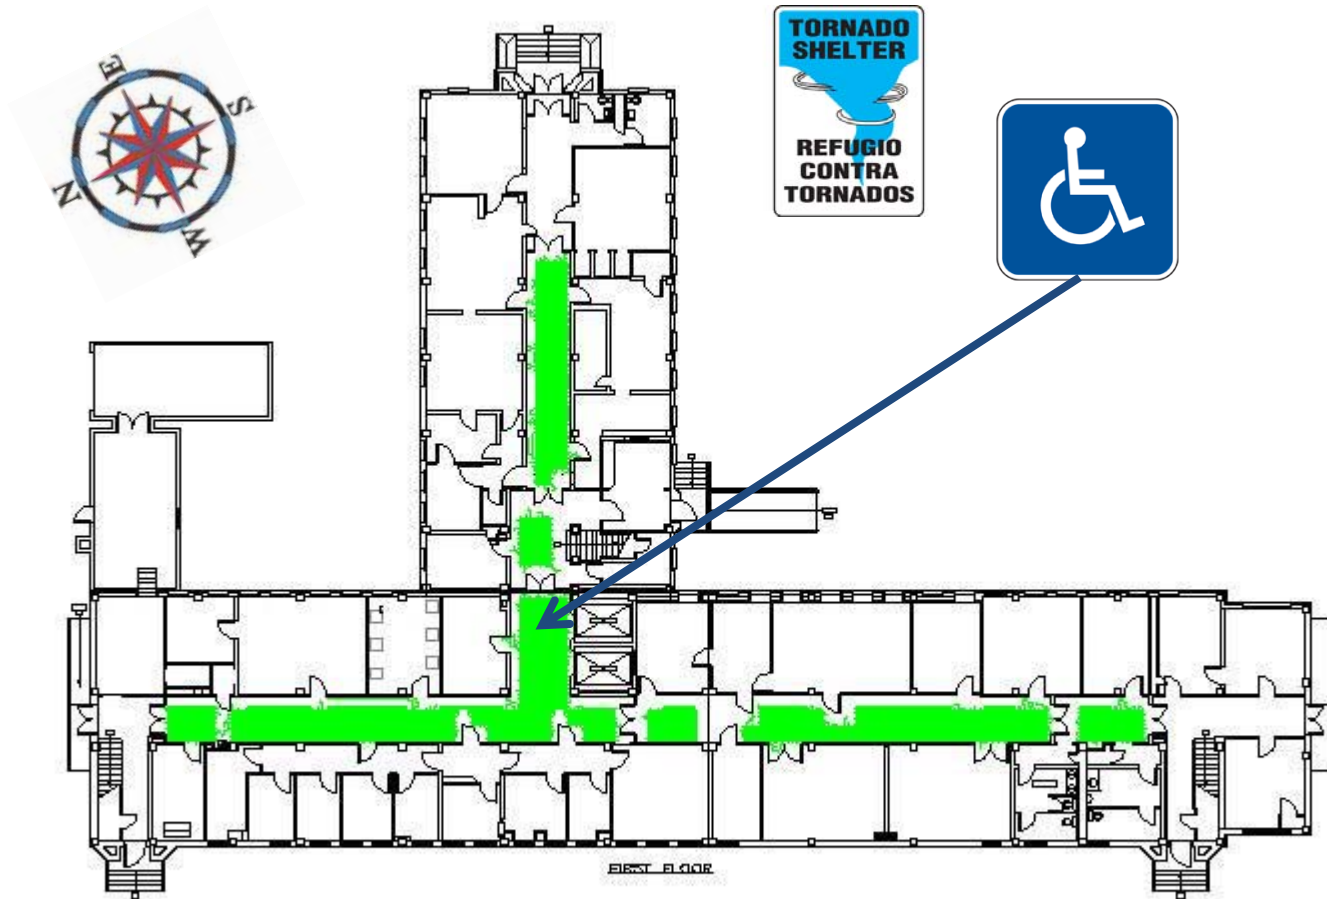 E
S
N
W
TORNADO
SHELTER
REFUGIO
CONTRA
TORNADOS
FIRST FLOOR